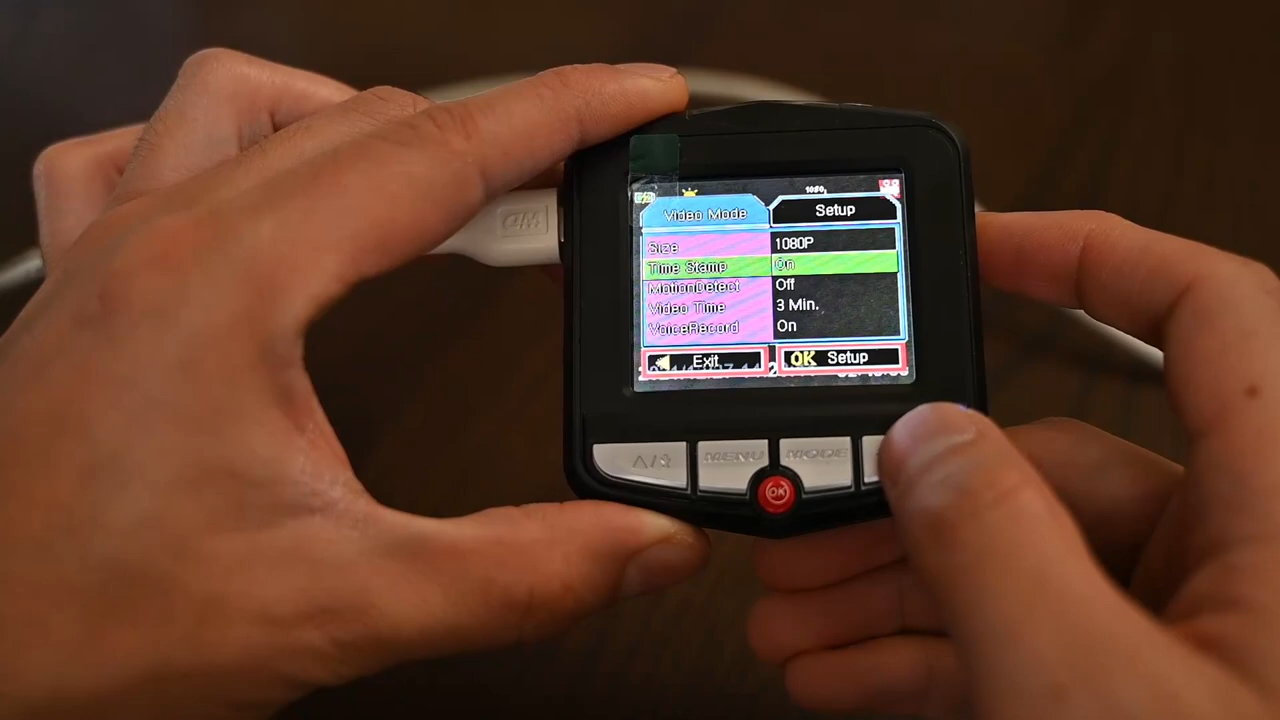 1080
Video Mode Setup
Size 1080P
Time Stamp On
MotionDetect Off
Video Time 3 Min.
VoiceRecord On
Exit OK Setup
MENU MODE
OK